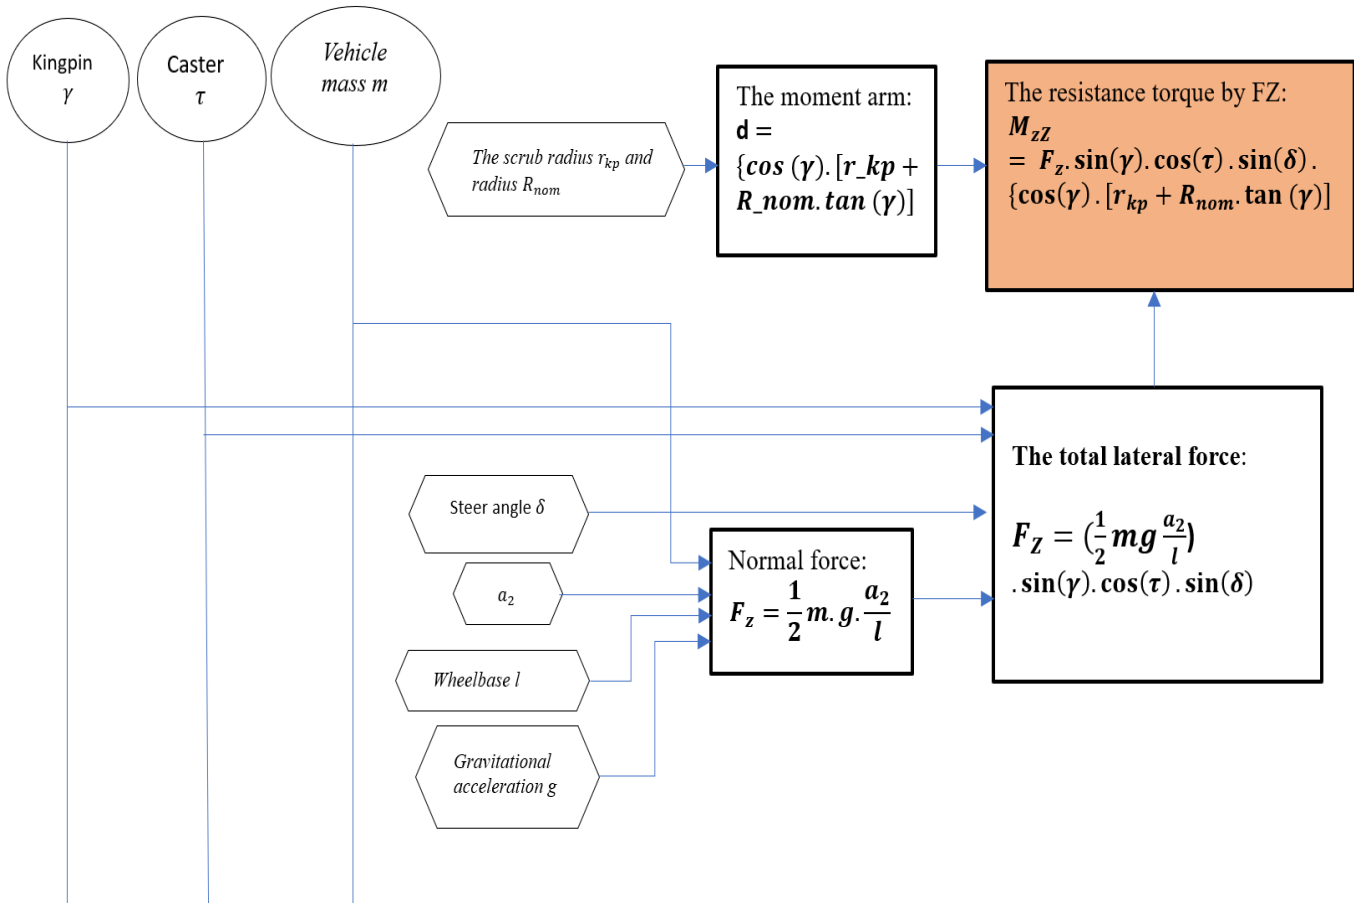 Kingpin
γ
Caster
τ
Vehicle
mass m
The scrub radius r_kp and
radius R_nom
The moment arm:
d =
{cos (γ). [r_kp +
R_nom. tan (γ)]
The resistance torque by FZ:
M_zZ
= F_z. sin(γ). cos(τ) . sin(δ) .
{cos(γ) . [r_kp + R_nom. tan (γ)]
Steer angle δ
a_2
Wheelbase l
Gravitational
acceleration g
Normal force:
F_z = 1/2 m. g. a_2/l
The total lateral force:
F_Z = (1/2 mg a_2/l)
. sin(γ). cos(τ) . sin(δ)